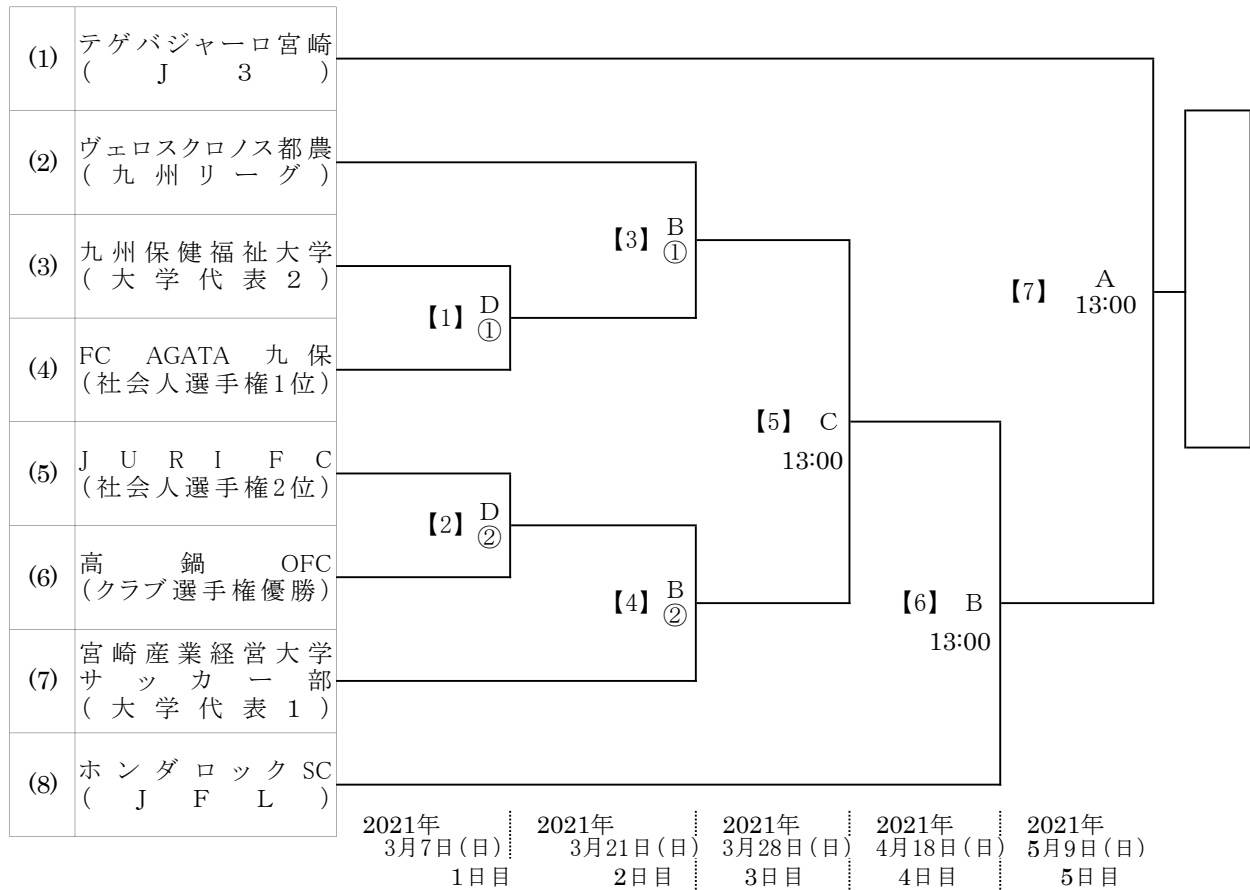 (1) テゲバジャーロ宮崎
( J 3 )
(2) ヴェロスクロノス都農
( 九 州 リ ー グ )
(3) 九州保健福祉大学
( 大 学 代 表 2 )
(4) FC AGATA 九 保
(社会人選手権1位)
(5) J U R I F C
(社会人選手権2位)
(6) 高 鍋 OFC
(クラブ選手権優勝)
(7) 宮崎産業経営大学
サ ッ カ ー 部
( 大 学 代 表 1 )
(8) ホ ン ダ ロ ッ ク SC
( J F L )
【1】 D
①
【2】 D
②
【3】 B
①
【4】 B
②
【5】 C
13:00
【6】 B
13:00
【7】 A
13:00
2021年
3月7日(日)
1日目
2021年
3月21日(日)
2日目
2021年
3月28日(日)
3日目
2021年
4月18日(日)
4日目
2021年
5月9日(日)
5日目